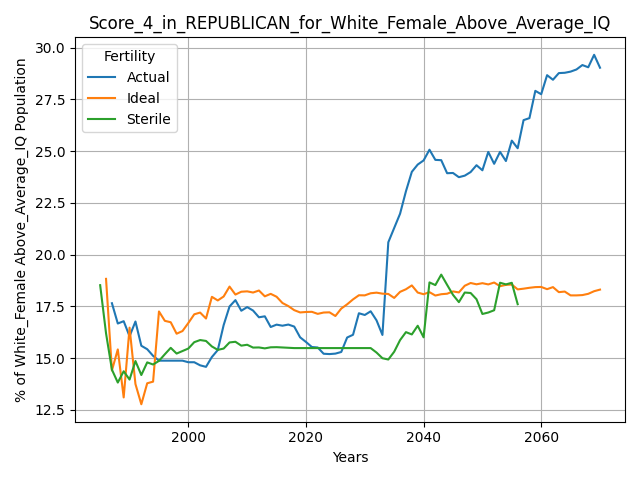 Score_4_in_REPUBLICAN_for_White_Female_Above_Average_IQ
% of White_Female Above_Average_IQ Population
30.0
27.5
25.0
22.5
20.0
17.5
15.0
12.5
Fertility
Actual
Ideal
Sterile
2000
2020
2040
2060
Years